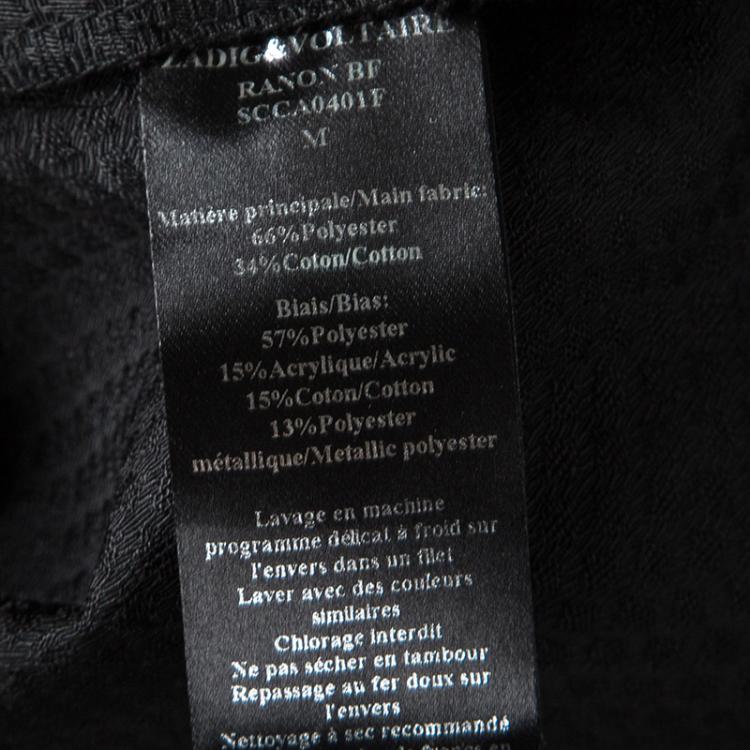 ZADIG&VOLTAIRE
RANON BF
SCCA0401F
M
Matière principale/Main fabric:
66%Polyester
34%Coton/Cotton
Biais/Bias:
57%Polyester
15%Acrylique/Acrylic
15%Coton/Cotton
13%Polyester
métallique/Metallic polyester
Lavage en machine
programme délicat à froid sur
l'envers dans un filet
Laver avec des couleurs
similaires
Chlorage interdit
Ne pas sécher en tambour
Repassage au fer doux sur
l'envers
Nettoyage à sec recommandé